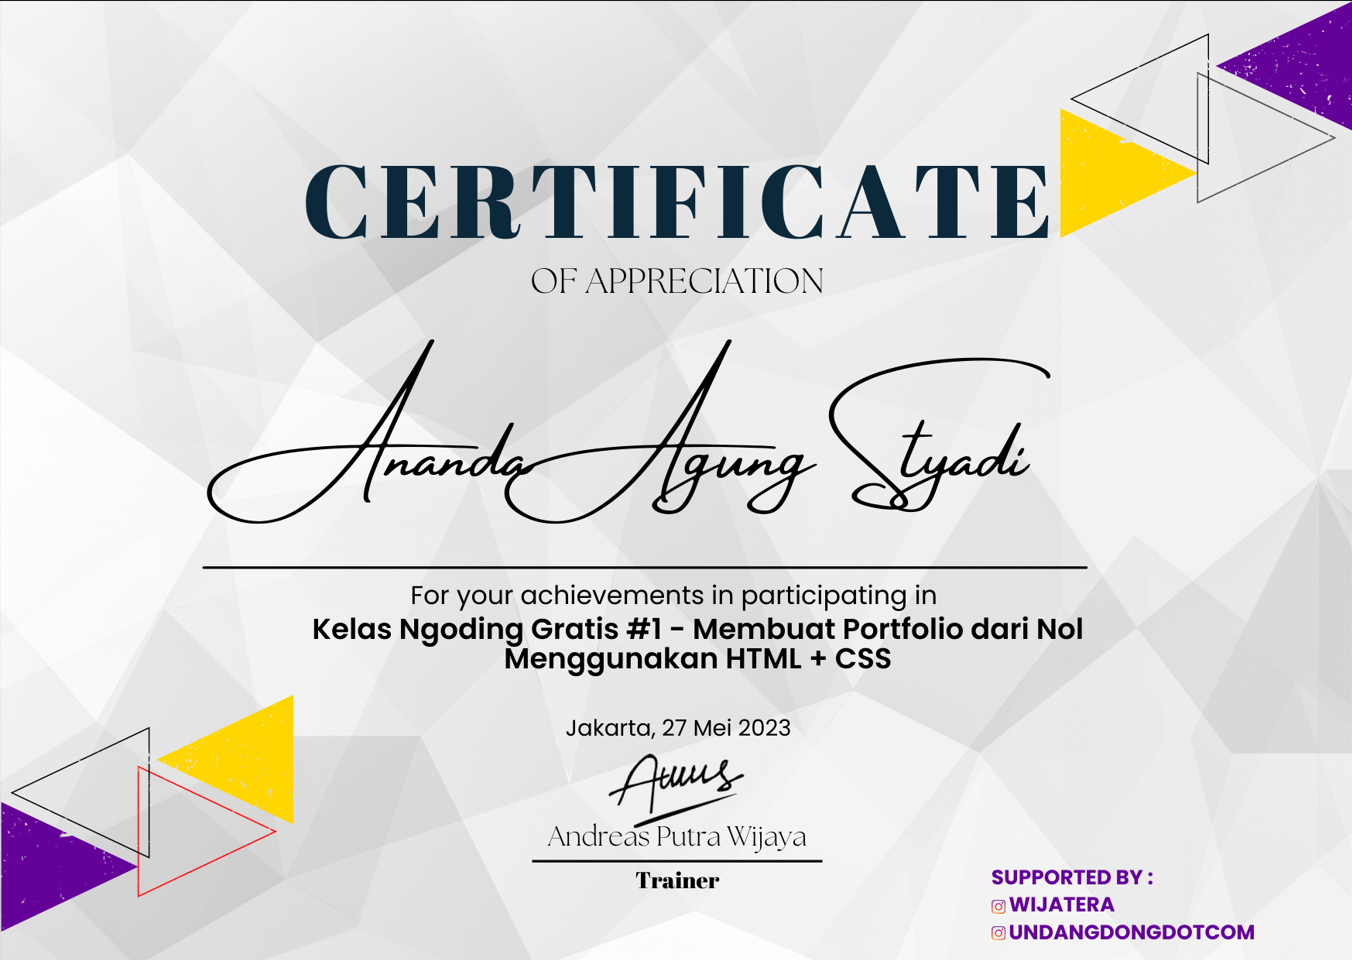 CERTIFICATE
OF APPRECIATION
Ananda Agung Styadi
For your achievements in participating in
Kelas Ngoding Gratis #1 - Membuat Portfolio dari Nol
Menggunakan HTML + CSS
Jakarta, 27 Mei 2023
Andreas Putra Wijaya
Trainer
SUPPORTED BY :
WIJATERA
UNDANGDONGDOTCOM